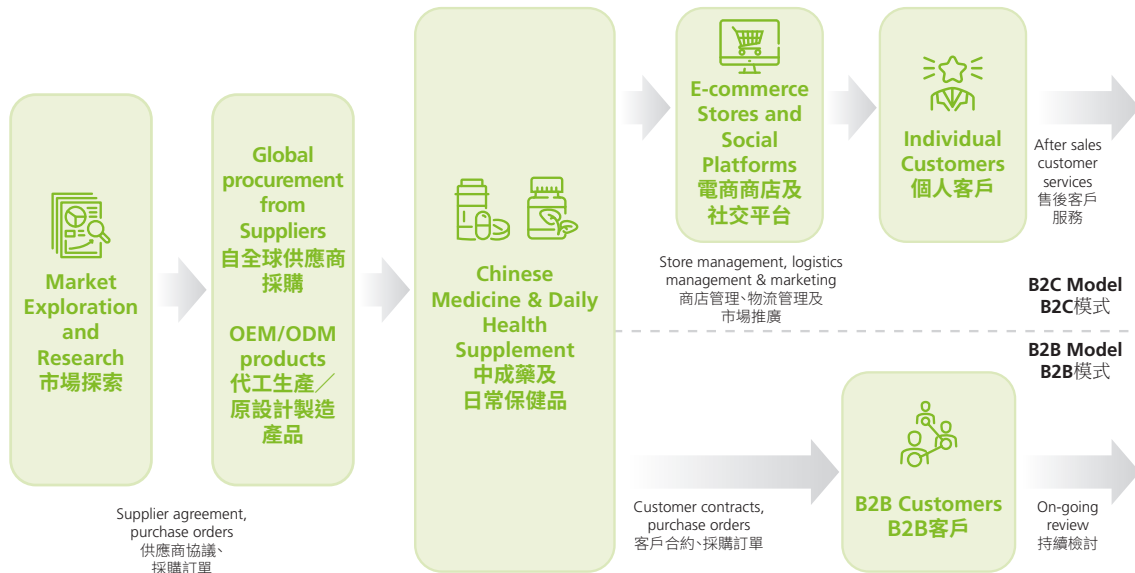 Market
Exploration
and
Research
市場探索
Supplier agreement,
purchase orders
供應商協議、
採購訂單
Global
procurement
from
Suppliers
自全球供應商
採購
OEM/ODM
products
代工生產／
原設計製造
產品
Chinese
Medicine & Daily
Health
Supplement
中成藥及
日常保健品
E-commerce
Stores and
Social
Platforms
電商商店及
社交平台
Store management, logistics
management & marketing
商店管理、物流管理及
市場推廣
Individual
Customers
個人客戶
After sales
customer
services
售後客戶
服務
B2C Model
B2C模式
B2B Model
B2B模式
Customer contracts,
purchase orders
客戶合約、採購訂單
B2B Customers
B2B客戶
On-going
review
持續檢討